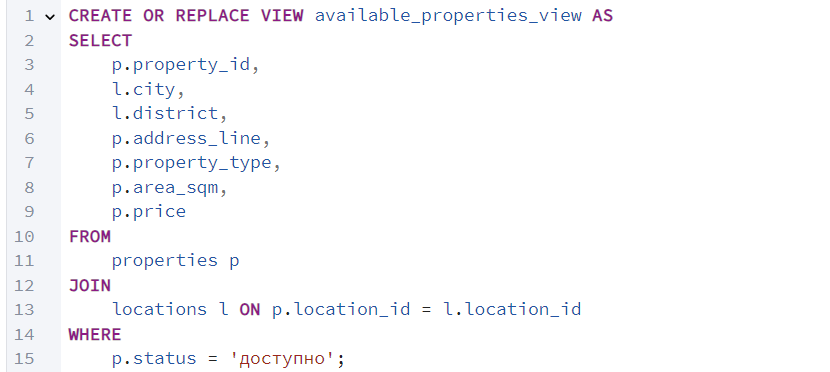 1 CREATE OR REPLACE VIEW available_properties_view AS
2 SELECT
3 p.property_id,
4 l.city,
5 l.district,
6 p.address_line,
7 p.property_type,
8 p.area_sqm,
9 p.price
10 FROM
11 properties p
12 JOIN
13 locations l ON p.location_id = l.location_id
14 WHERE
15 p.status = 'доступно';